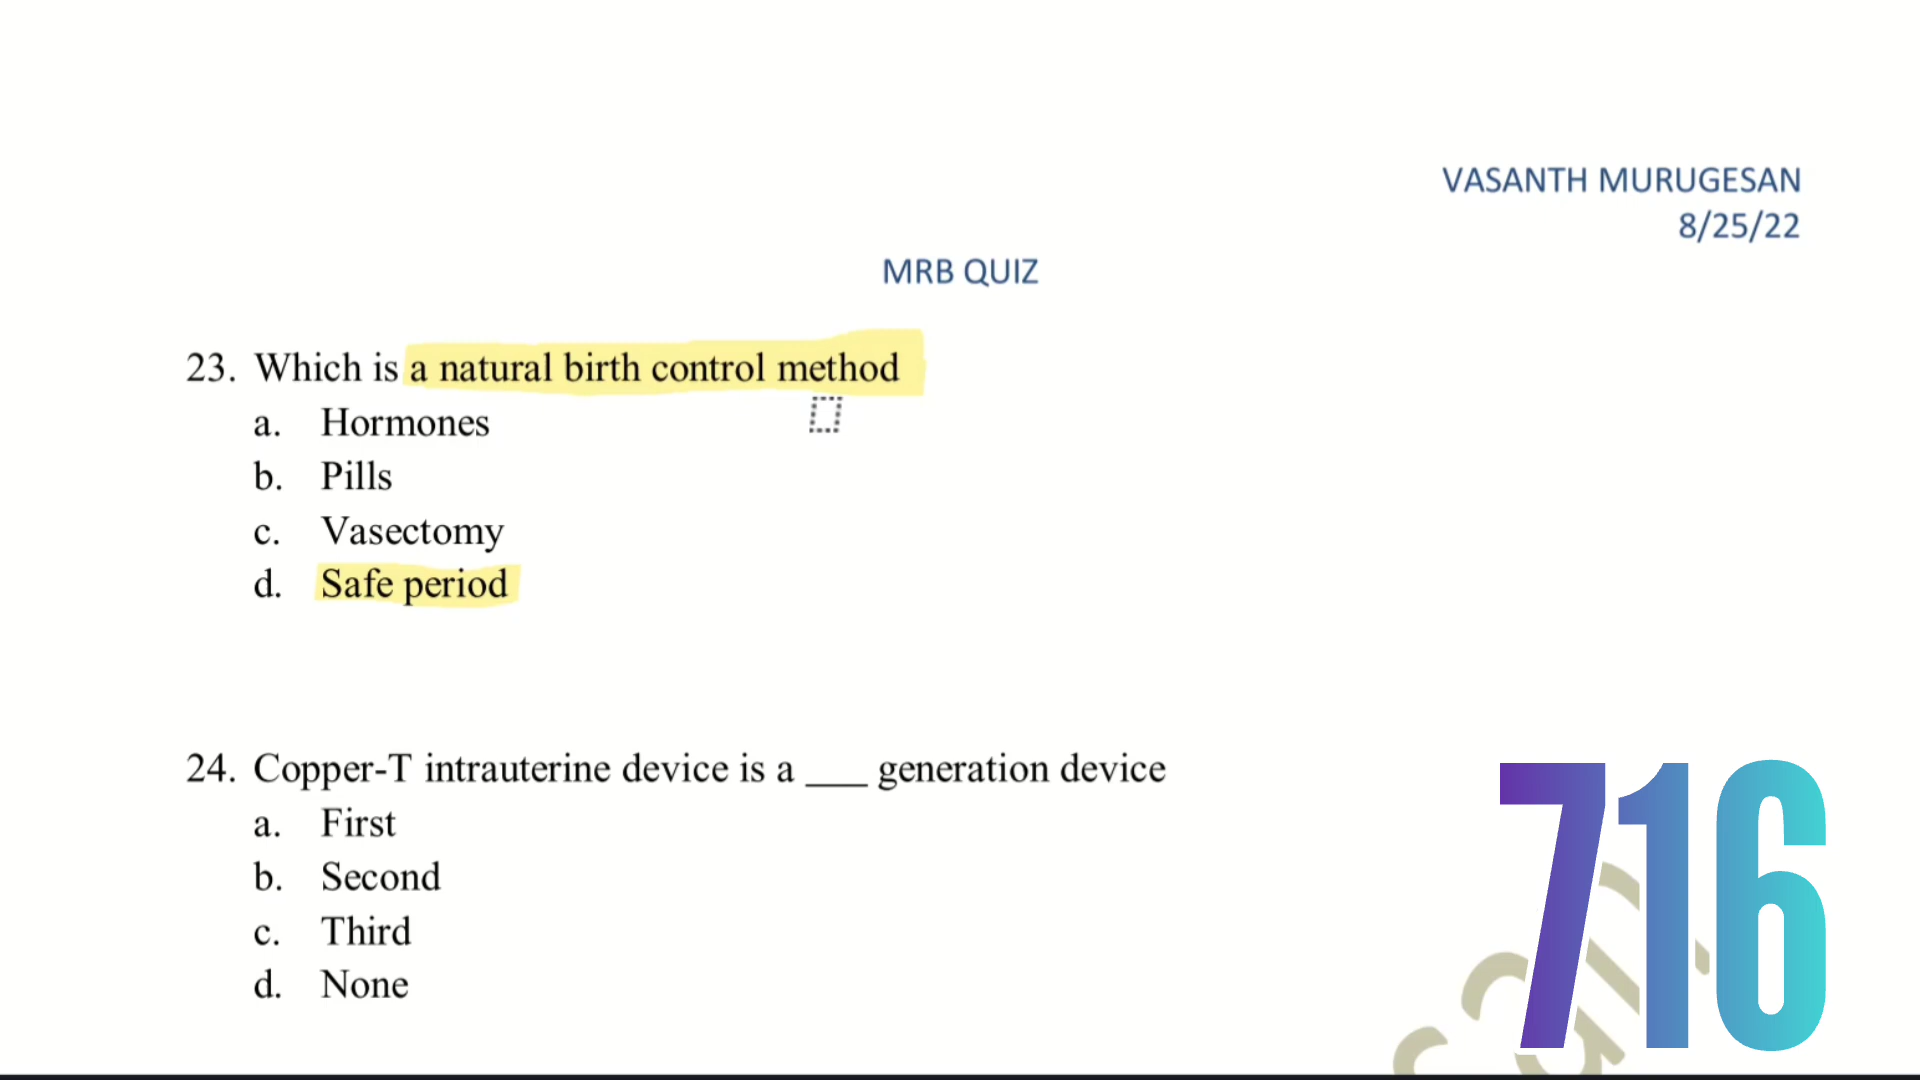 VASANTH MURUGESAN
8/25/22
MRB QUIZ
23. Which is a natural birth control method
a. Hormones
b. Pills
c. Vasectomy
d. Safe period
24. Copper-T intrauterine device is a ___ generation device
a. First
b. Second
c. Third
d. None
716